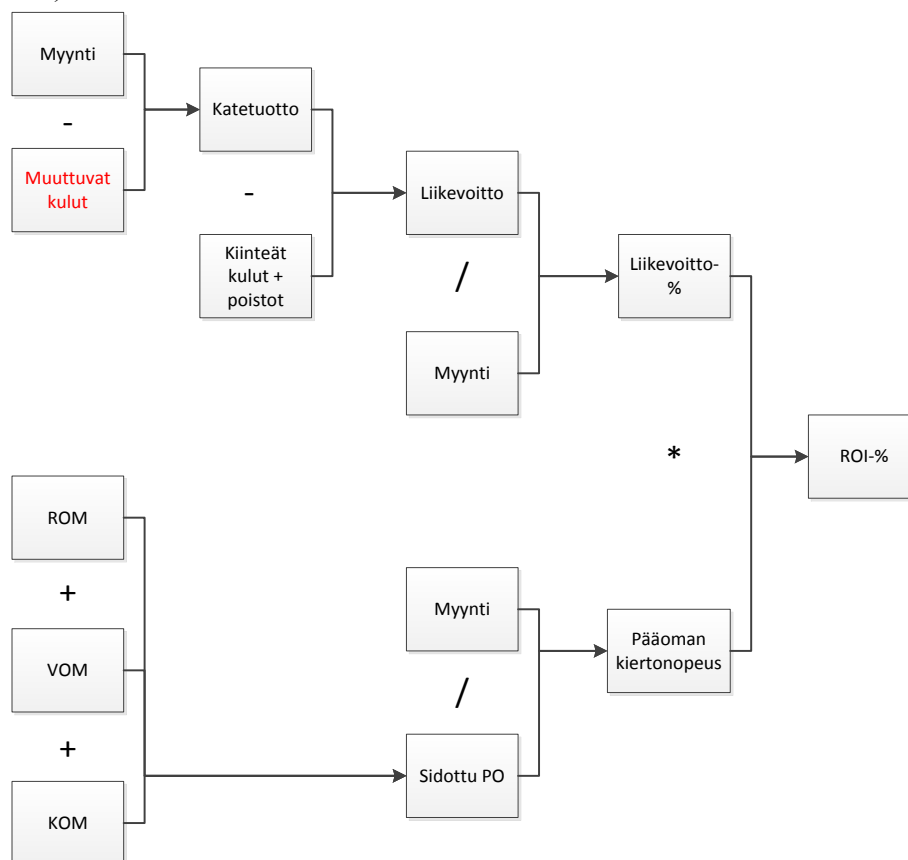 Myynti
-
Muuttuvat
kulut
Katetuotto
-
Kiinteät
kulut +
poistot
Liikevoitto
/
Myynti
Liikevoitto-
%
*
ROI-%
ROM
+
VOM
+
KOM
Myynti
/
Sidottu PO
Pääoman
kiertonopeus